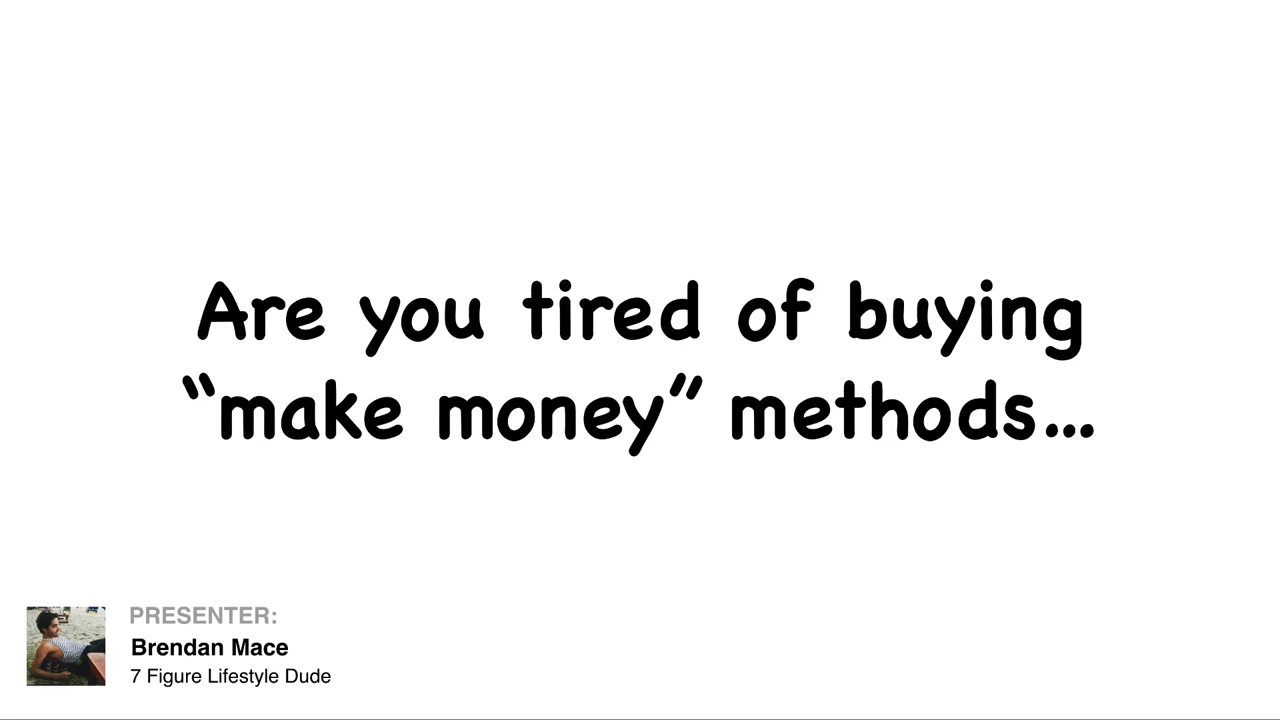 Are you tired of buying
“make money” methods...
PRESENTER:
Brendan Mace
7 Figure Lifestyle Dude